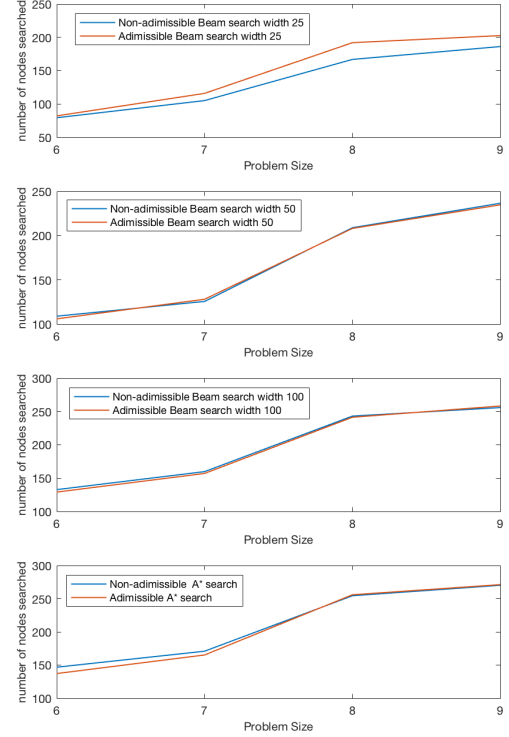 250
200
150
100
50
number of nodes searched
Non-adimissible Beam search width 25
Adimissible Beam search width 25
6 7 8 9
Problem Size
250
200
150
100
number of nodes searched
Non-adimissible Beam search width 50
Adimissible Beam search width 50
6 7 8 9
Problem Size
300
250
200
150
100
number of nodes searched
Non-adimissible Beam search width 100
Adimissible Beam search width 100
6 7 8 9
Problem Size
300
250
200
150
100
number of nodes searched
Non-adimissible A* search
Adimissible A* search
6 7 8 9
Problem Size